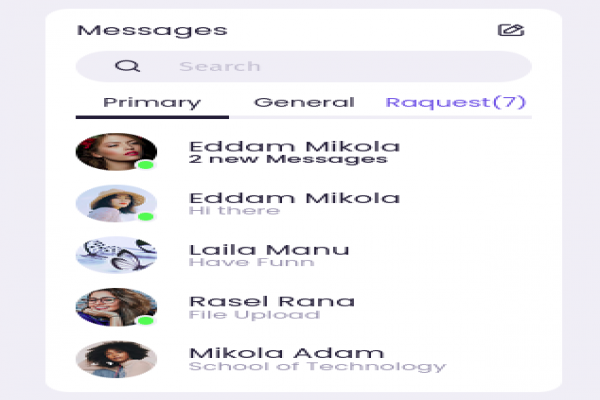 Messages
Search
Primary General Raquest(7)
Eddam Mikola
2 new Messages
Eddam Mikola
Hi there
Laila Manu
Have Funn
Rasel Rana
File Upload
Mikola Adam
School of Technology